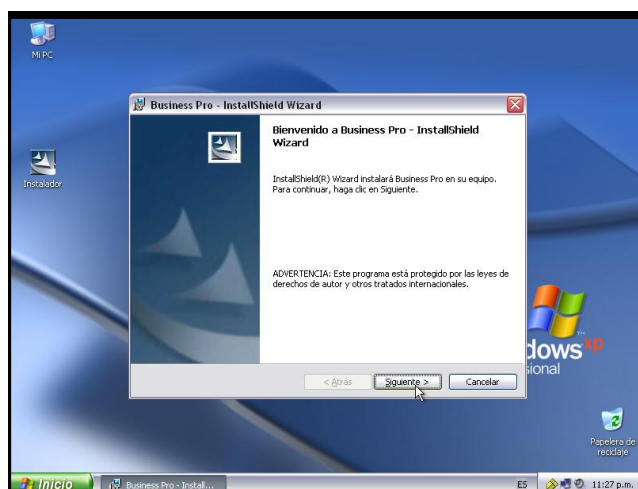 Mi PC
Instalador
Business Pro - InstallShield Wizard
Bienvenido a Business Pro - InstallShield
Wizard
InstallShield(R) Wizard instalará Business Pro en su equipo.
Para continuar, haga clic en Siguiente.
ADVERTENCIA: Este programa está protegido por las leyes de
derechos de autor y otros tratados internacionales.
< Atrás
Siguiente >
Cancelar
dows xp
sional
Papelera de
reciclaje
Inicio
Business Pro - Install...
ES
11:27 p.m.